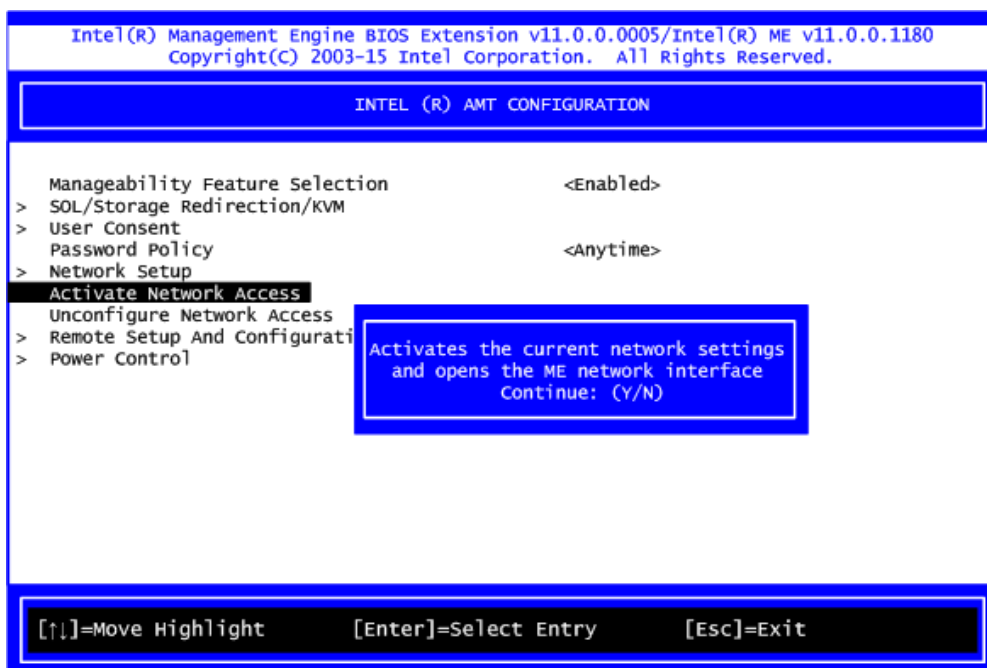 Intel(R) Management Engine BIOS Extension v11.0.0.0005/Intel(R) ME v11.0.0.1180
Copyright(C) 2003-15 Intel Corporation. All Rights Reserved.
INTEL (R) AMT CONFIGURATION
Manageability Feature Selection <Enabled>
> SOL/Storage Redirection/KVM
> User Consent
Password Policy <Anytime>
> Network Setup
Activate Network Access
Unconfigure Network Access
> Remote Setup And Configurati
> Power Control
Activates the current network settings
and opens the ME network interface
Continue: (Y/N)
[↑↓]=Move Highlight [Enter]=Select Entry [Esc]=Exit